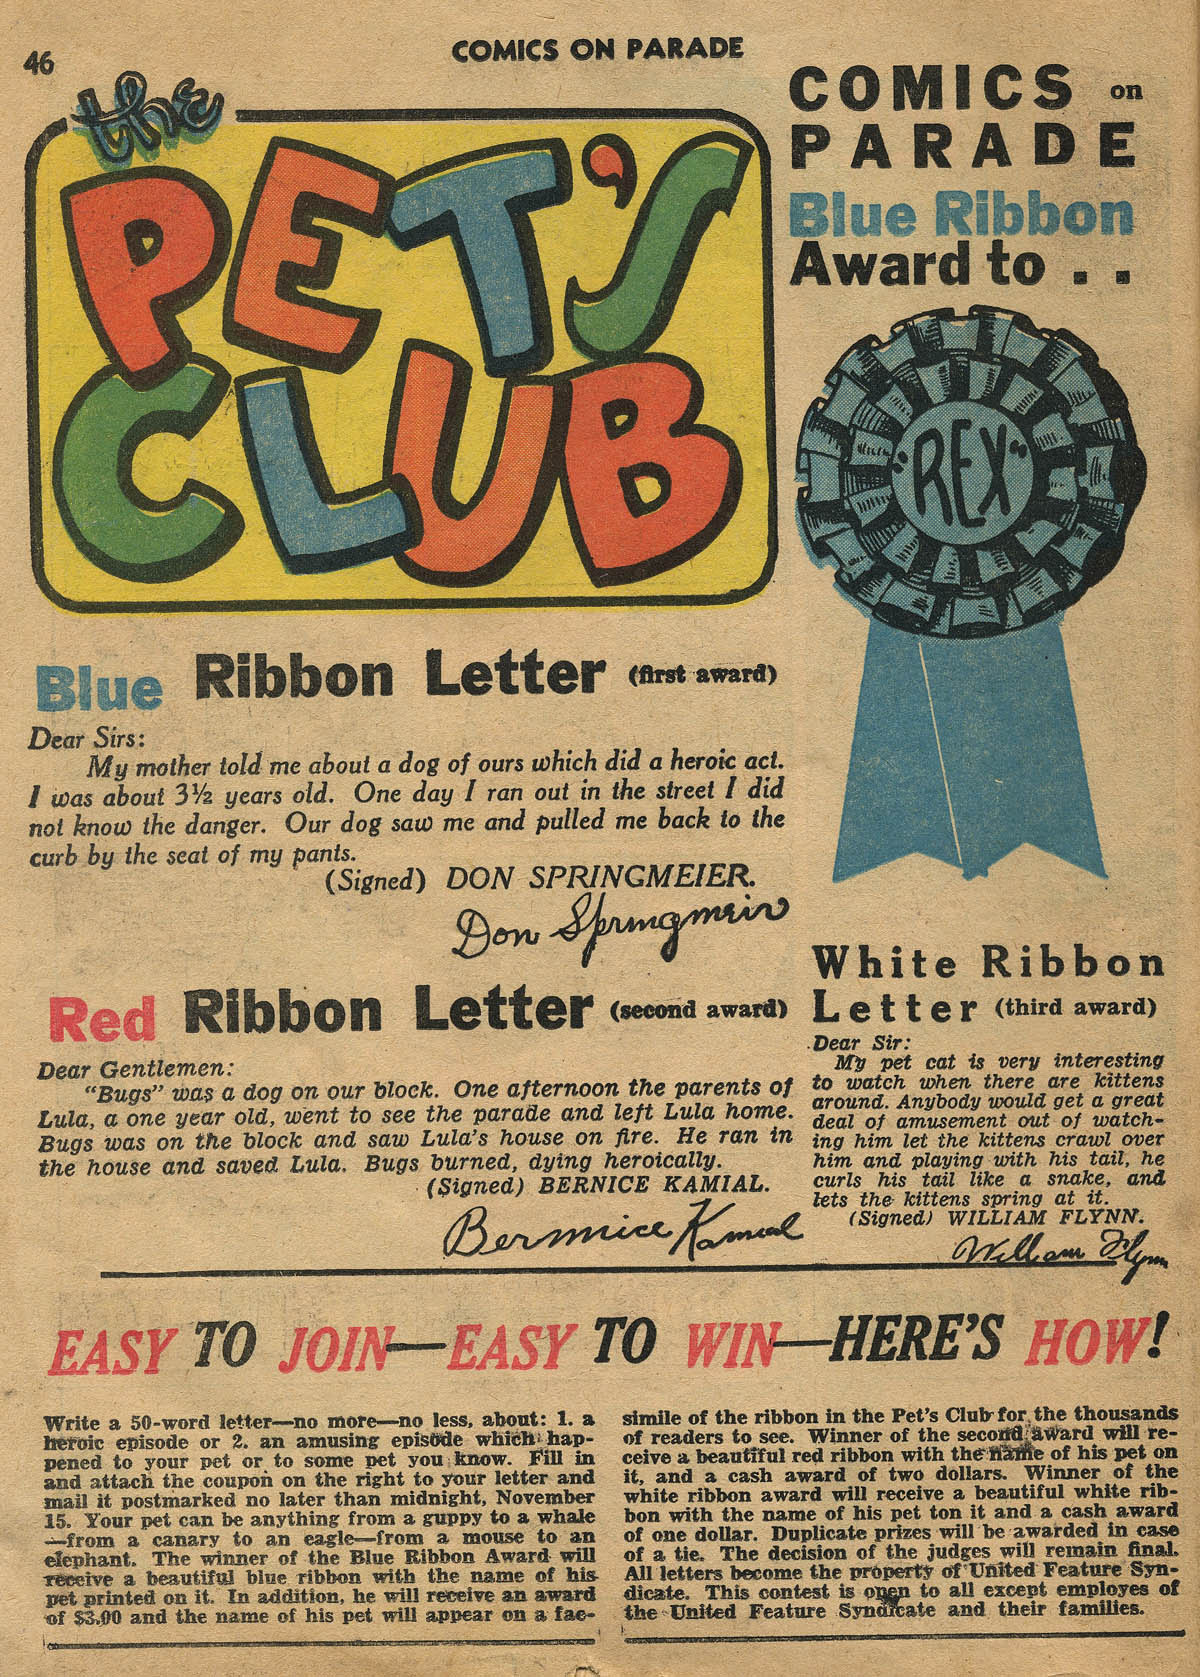 46
COMICS ON PARADE
the
PET'S
CLUB
COMICS on
PARADE
Blue Ribbon
Award to . .
"REX"
Blue Ribbon Letter (first award)
Dear Sirs:
My mother told me about a dog of ours which did a heroic act.
I was about 3½ years old. One day I ran out in the street I did
not know the danger. Our dog saw me and pulled me back to the
curb by the seat of my pants.
(Signed) DON SPRINGMEIER.
Don Springmeir
Red Ribbon Letter (second award)
Dear Gentlemen:
"Bugs" was a dog on our block. One afternoon the parents of
Lula, a one year old, went to see the parade and left Lula home.
Bugs was on the block and saw Lula's house on fire. He ran in
the house and saved Lula. Bugs burned, dying heroically.
(Signed) BERNICE KAMIAL.
Bernice Kamial
White Ribbon
Letter (third award)
Dear Sir:
My pet cat is very interesting
to watch when there are kittens
around. Anybody would get a great
deal of amusement out of watch-
ing him let the kittens crawl over
him and playing with his tail, he
curls his tail like a snake, and
lets the kittens spring at it.
(Signed) WILLIAM FLYNN.
William Flynn
EASY TO JOIN—EASY TO WIN—HERE'S HOW!
Write a 50-word letter—no more—no less, about: 1. a
heroic episode or 2. an amusing episode which hap-
pened to your pet or to some pet you know. Fill in
and attach the coupon on the right to your letter and
mail it postmarked no later than midnight, November
15. Your pet can be anything from a guppy to a whale
—from a canary to an eagle—from a mouse to an
elephant. The winner of the Blue Ribbon Award will
receive a beautiful blue ribbon with the name of his
pet printed on it. In addition, he will receive an award
of $3.00 and the name of his pet will appear on a fac-
simile of the ribbon in the Pet's Club for the thousands
of readers to see. Winner of the second award will re-
ceive a beautiful red ribbon with the name of his pet on
it, and a cash award of two dollars. Winner of the
white ribbon award will receive a beautiful white rib-
bon with the name of his pet ton it and a cash award
of one dollar. Duplicate prizes will be awarded in case
of a tie. The decision of the judges will remain final.
All letters become the property of United Feature Syn-
dicate. This contest is open to all except employes of
the United Feature Syndicate and their families.